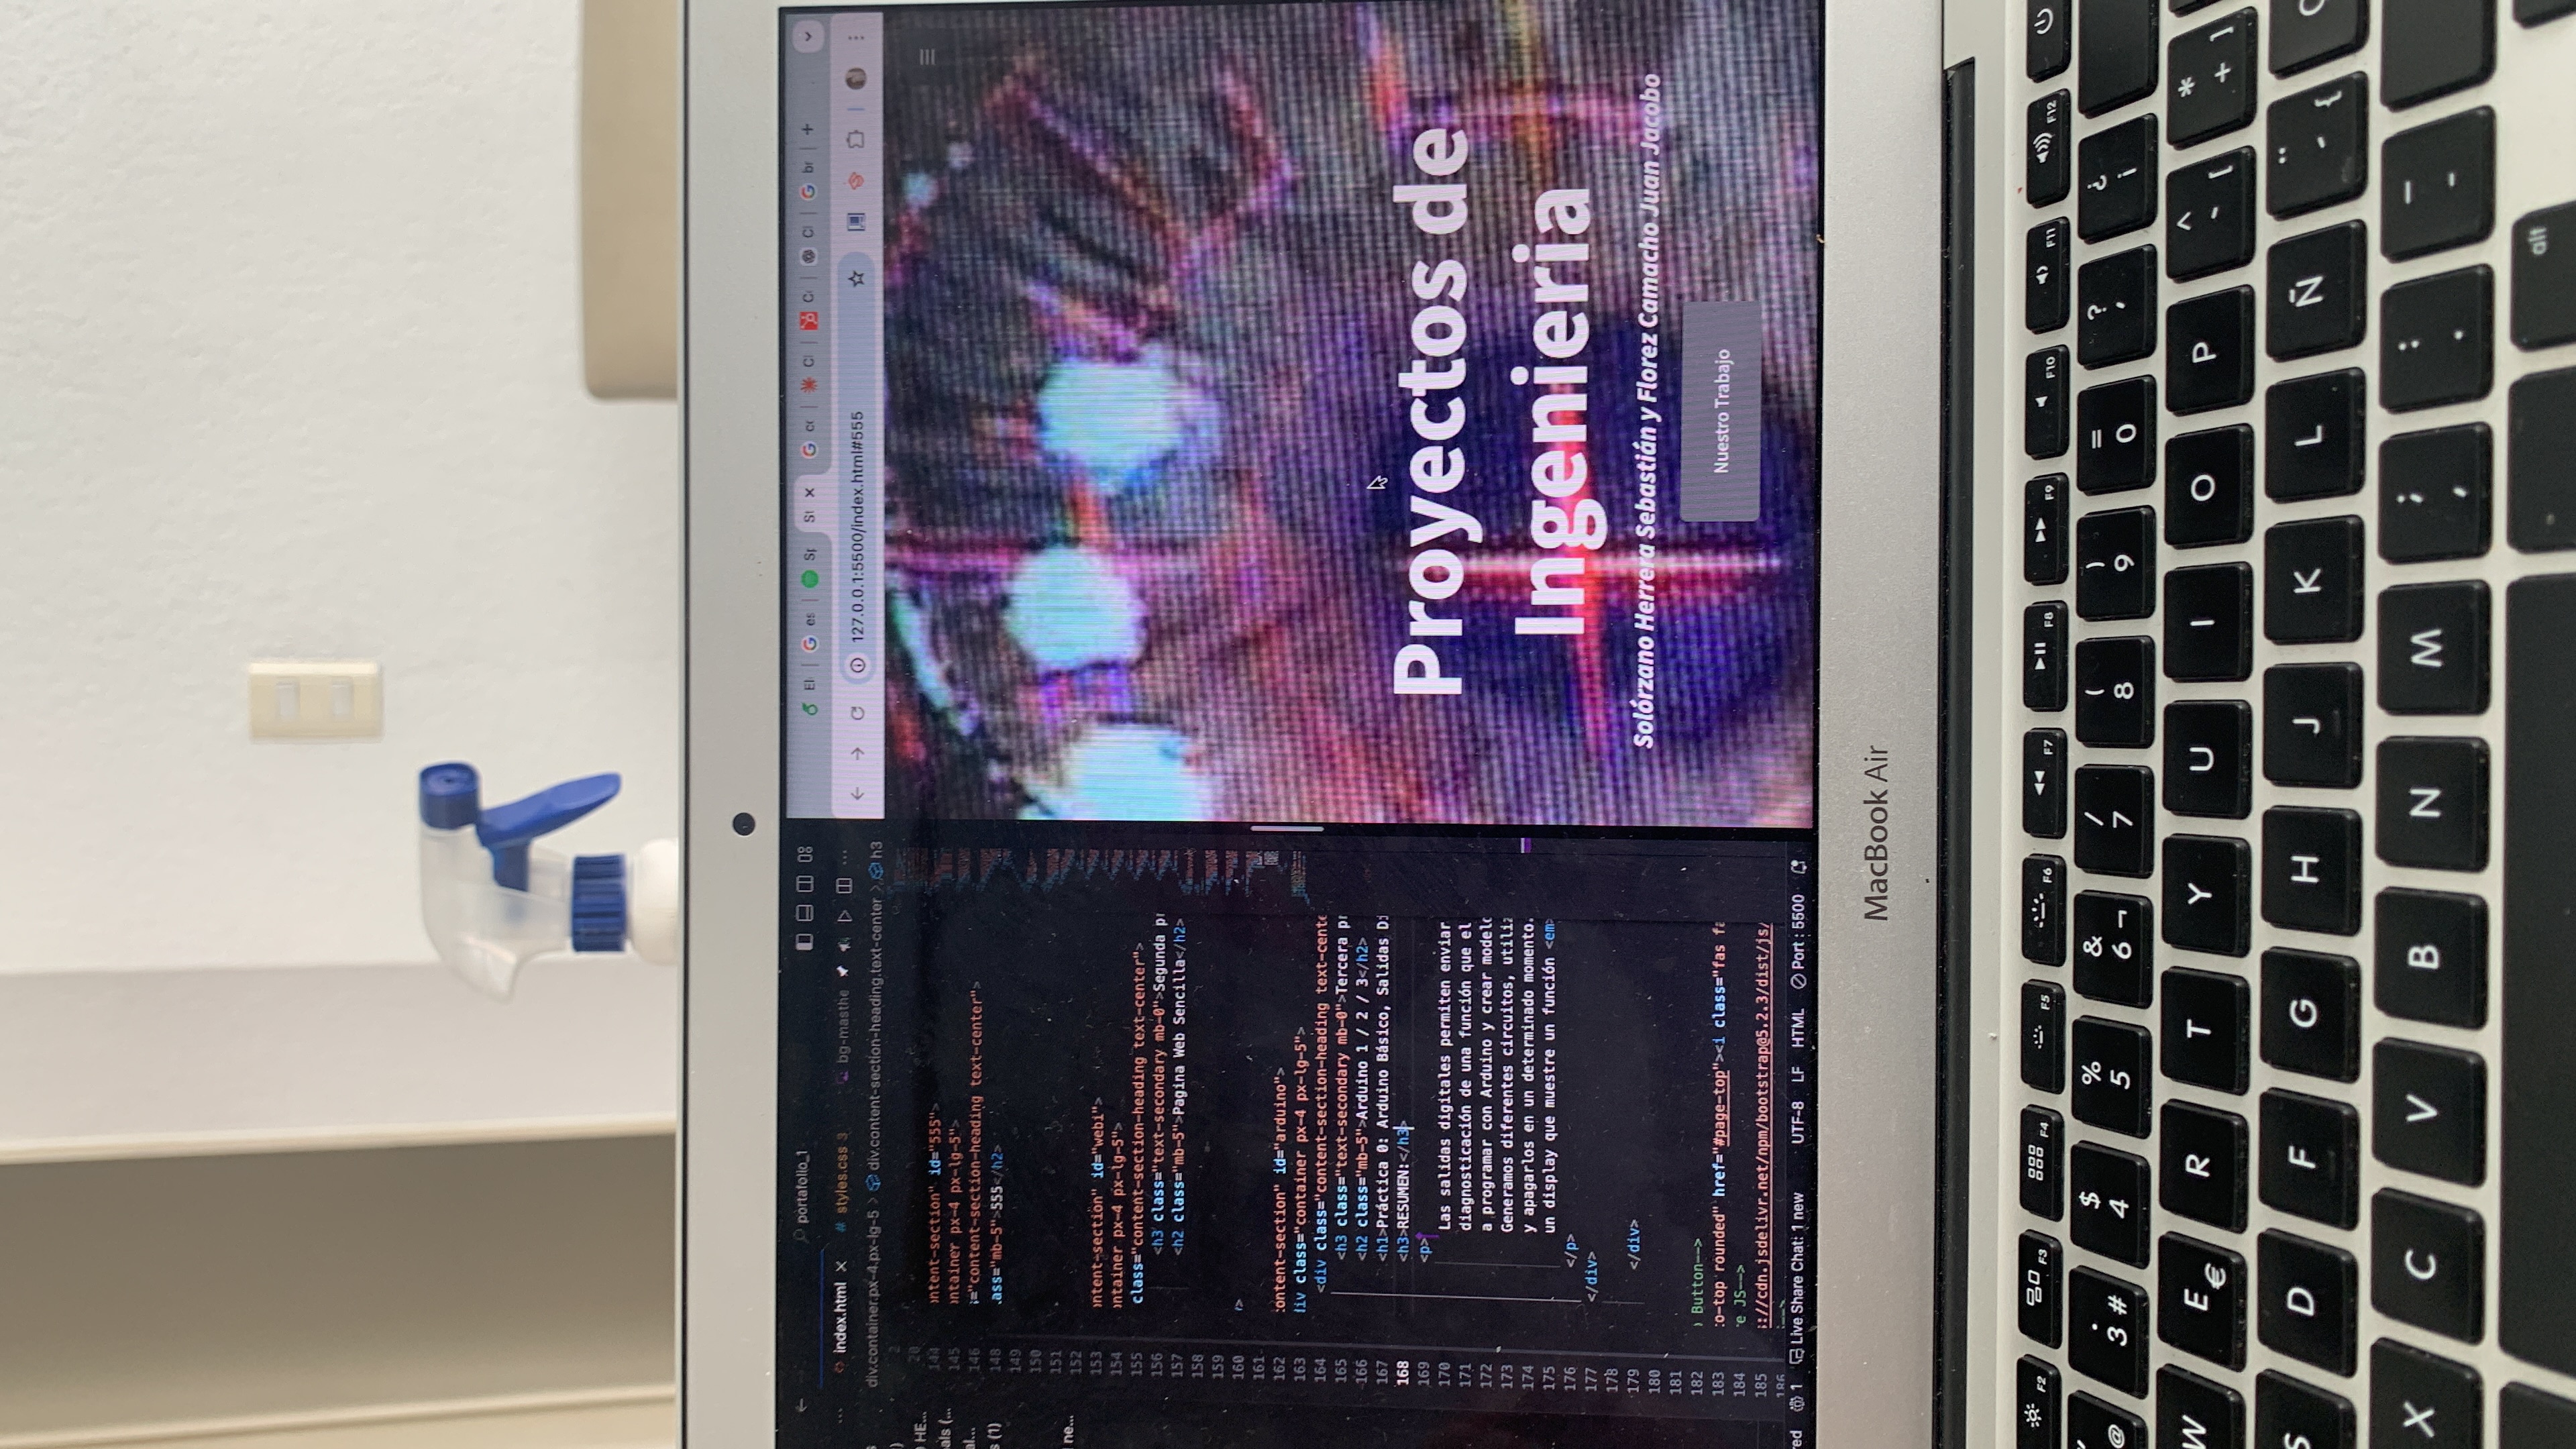 portafolio_1
index.html
styles.css 3
bg-masthe
div.container.px-4.px-lg-5 > div.content-section-heading.text-center > h3
HE...
als (...
al...
s (1)
ne...
20
144 ntent-section" id="555">
145 ontainer px-4 px-lg-5">
146 ="content-section-heading text-center">
148 .ass="mb-5">555</h2>
149
150
151
152
153 ntent-section" id="webi">
154 ntainer px-4 px-lg-5">
155 class="content-section-heading text-center">
156 <h3 class="text-secondary mb-0">Segunda pr
157 <h2 class="mb-5">Pagina Web Sencilla</h2>
158
159
160 >
161
162 ontent-section" id="arduino">
163 iv class="container px-4 px-lg-5">
164 <div class="content-section-heading text-cente
165 <h3 class="text-secondary mb-0">Tercera pr
166 <h2 class="mb-5">Arduino 1 / 2 / 3</h2>
167 <h1>Práctica 0: Arduino Básico, Salidas Di
168 <h3>RESUMEN:</h3>
169 <p>
170 Las salidas digitales permiten enviar
171 diagnosticación de una función que el
172 a programar con Arduino y crear modelo
173 Generamos diferentes circuitos, utiliz
174 y apagarlos en un determinado momento.
175 un display que muestre un función <em>
176 </p>
177 </div>
178
179 </div>
180
181
182 Button-->
183 o-top rounded" href="#page-top"><i class="fas fa
184 e JS-->
185 ://cdn.jsdelivr.net/npm/bootstrap@5.2.3/dist/js/
186 -->
red 1 Live Share Chat: 1 new UTF-8 LF HTML Port : 5500
El es Sp St cc Cl C Cl br
127.0.0.1:5500/index.html#555
Proyectos de
Ingenieria
Solórzano Herrera Sebastián y Florez Camacho Juan Jacobo
Nuestro Trabajo
MacBook Air
F2 F3 F4 F5 F6 F7 F8 F9 F10 F11 F12
" · $ % & / ( ) = ? ¿
@ 3 # 4 5 6 ¬ 7 8 9 0 ' ¡
W E € R T Y U I O P ^ ` [ * + ]
S D F G H J K L Ñ ¨ ´ { Ç
X C V B N M ; , : . _ -
alt